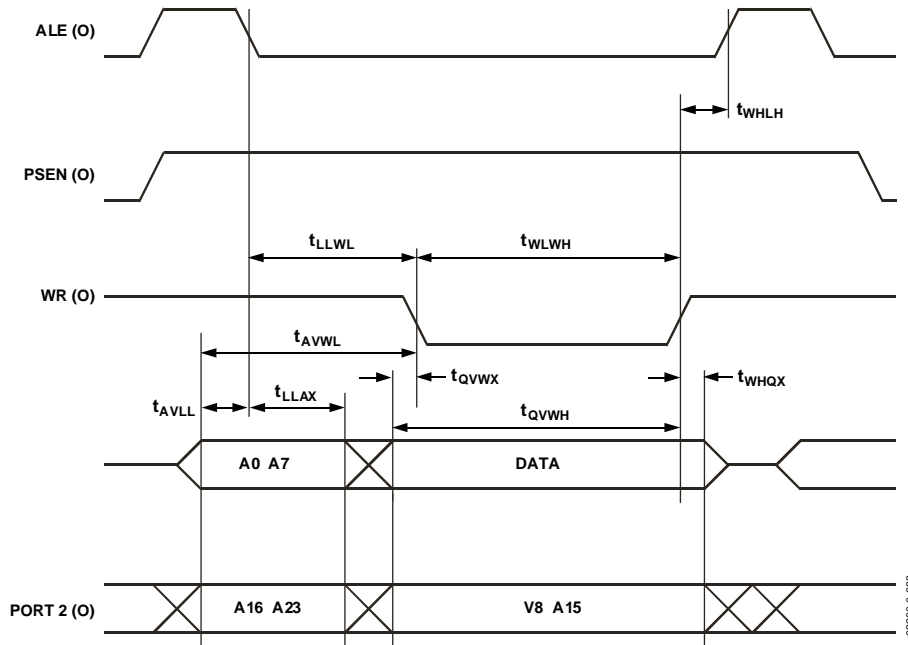 ALE (O)
tWHLH
PSEN (O)
tLLWL
tWLWH
WR (O)
tAVWL
tQVWX
tWHQX
tAVLL
tLLAX
tQVWH
A0 A7
DATA
PORT 2 (O)
A16 A23
V8 A15